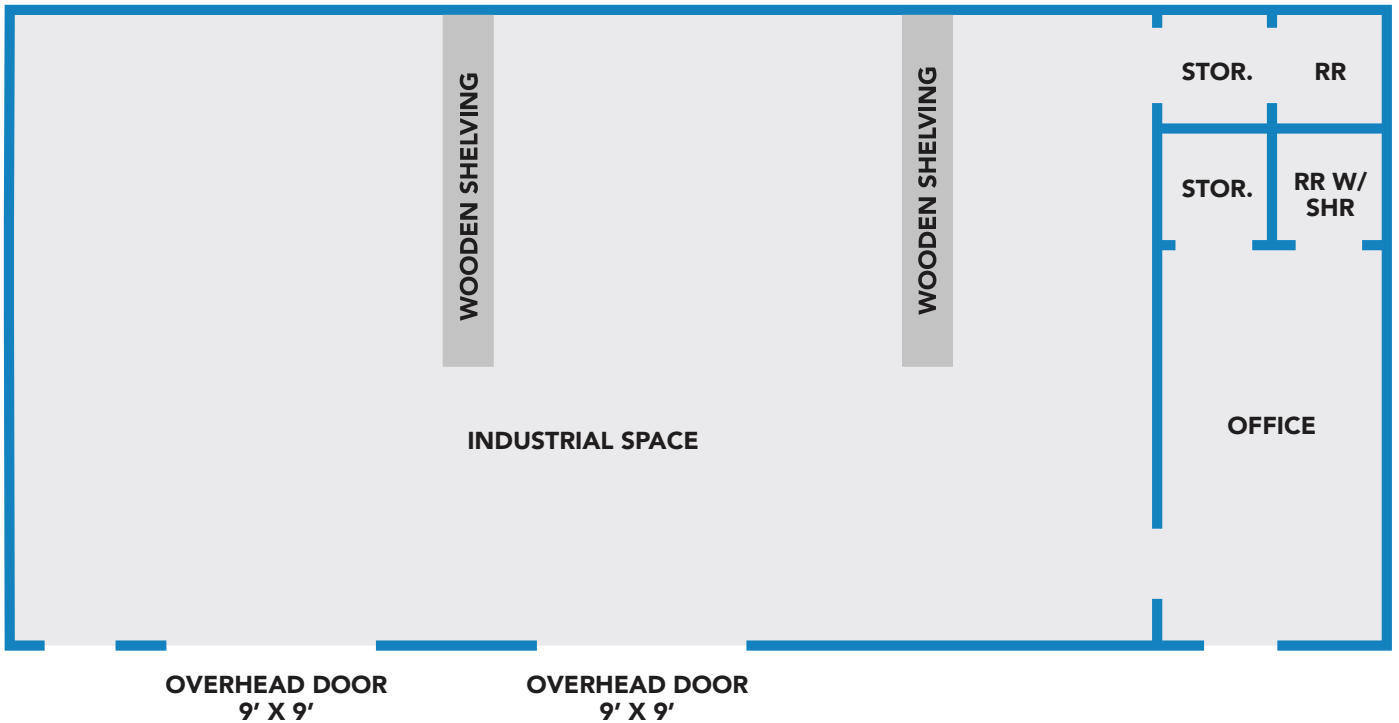 WOODEN SHELVING
WOODEN SHELVING
STOR.
RR
STOR.
RR W/
SHR
OFFICE
INDUSTRIAL SPACE
OVERHEAD DOOR
9’ X 9’
OVERHEAD DOOR
9’ X 9’